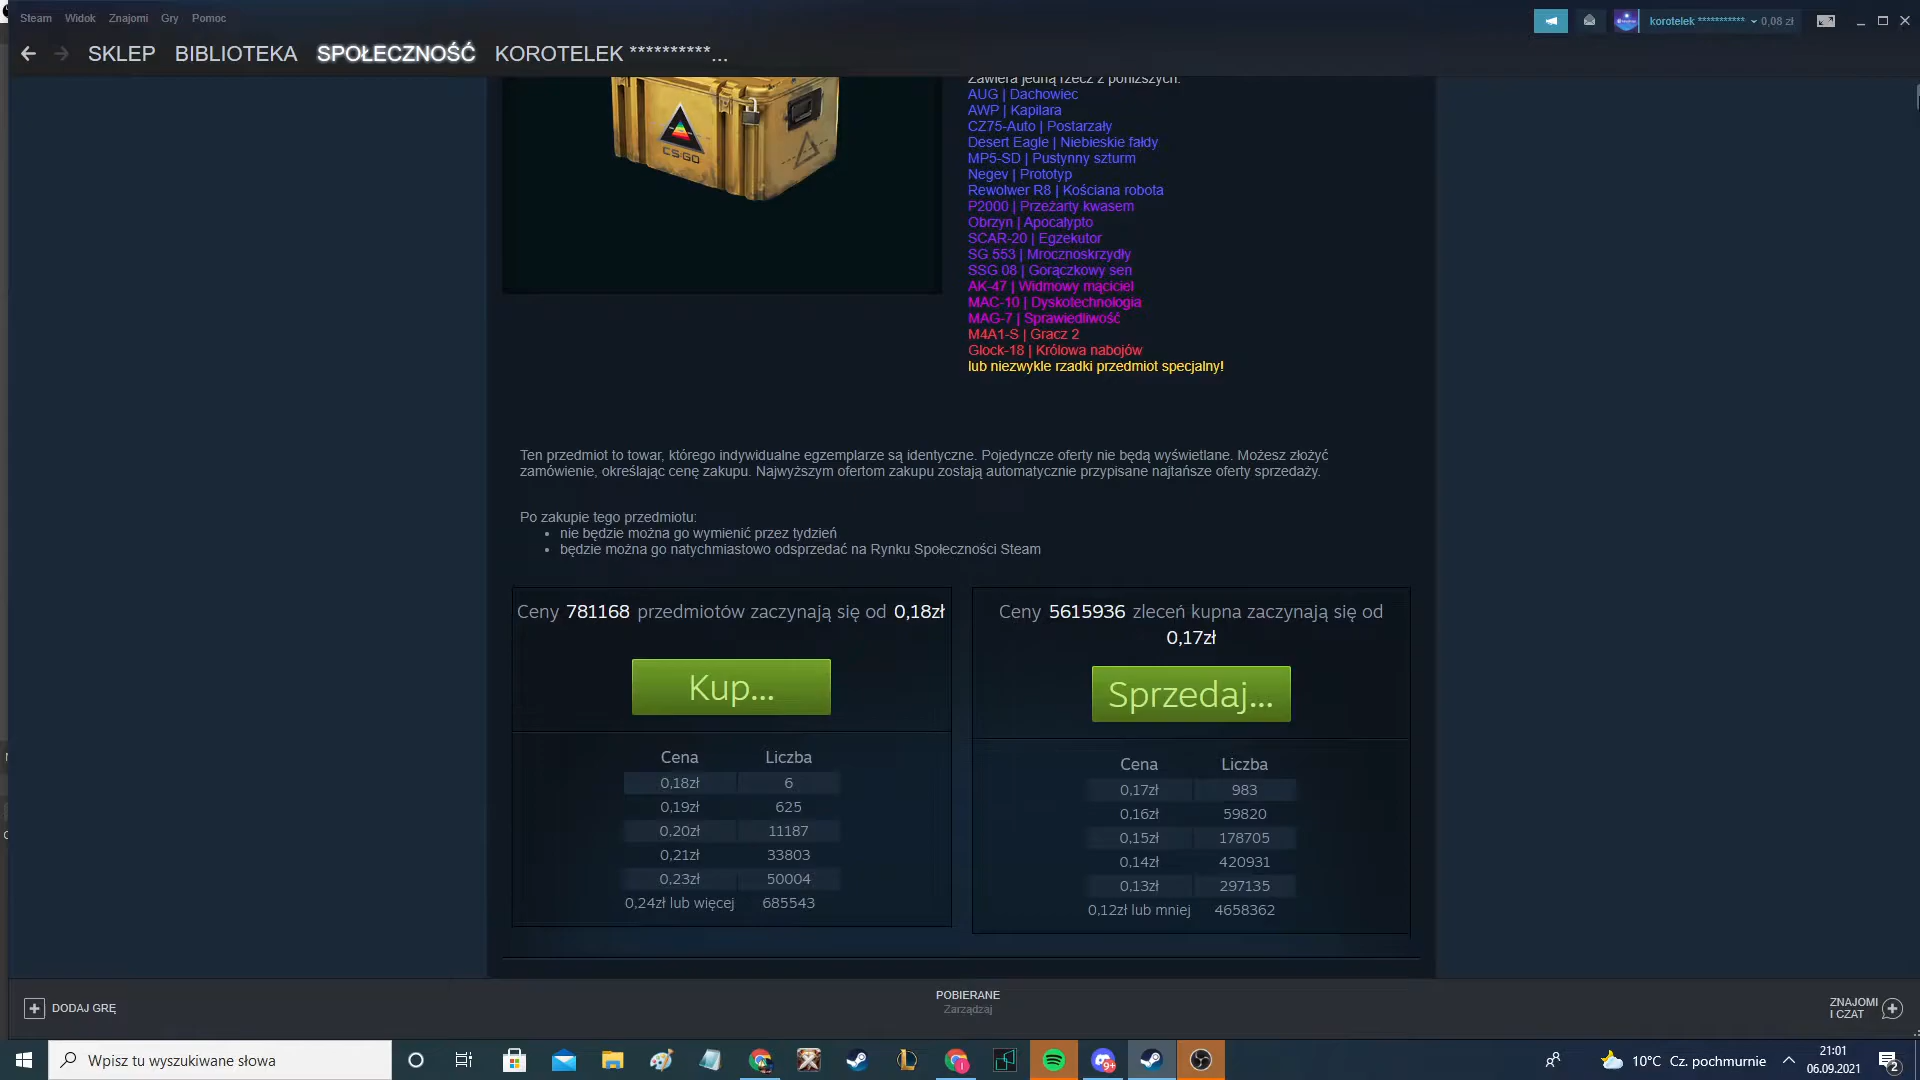 Steam Widok Znajomi Gry Pomoc
korotelek *********** 0,08 zł
SKLEP BIBLIOTEKA SPOŁECZNOŚĆ KOROTELEK **********...
CS:GO
Zawiera jedną rzecz z poniższych:
AUG | Dachowiec
AWP | Kapilara
CZ75-Auto | Postarzały
Desert Eagle | Niebieskie fałdy
MP5-SD | Pustynny szturm
Negev | Prototyp
Rewolwer R8 | Kościana robota
P2000 | Przeżarty kwasem
Obrzyn | Apocalypto
SCAR-20 | Egzekutor
SG 553 | Mrocznoskrzydły
SSG 08 | Gorączkowy sen
AK-47 | Widmowy mąciciel
MAC-10 | Dyskotechnologia
MAG-7 | Sprawiedliwość
M4A1-S | Gracz 2
Glock-18 | Królowa nabojów
lub niezwykle rzadki przedmiot specjalny!
Ten przedmiot to towar, którego indywidualne egzemplarze są identyczne. Pojedyncze oferty nie będą wyświetlane. Możesz złożyć
zamówienie, określając cenę zakupu. Najwyższym ofertom zakupu zostają automatycznie przypisane najtańsze oferty sprzedaży.
Po zakupie tego przedmiotu:
• nie będzie można go wymienić przez tydzień
• będzie można go natychmiastowo odsprzedać na Rynku Społeczności Steam
Ceny 781168 przedmiotów zaczynają się od 0,18zł
Kup...
Cena Liczba
0,18zł 6
0,19zł 625
0,20zł 11187
0,21zł 33803
0,23zł 50004
0,24zł lub więcej 685543
Ceny 5615936 zleceń kupna zaczynają się od
0,17zł
Sprzedaj...
Cena Liczba
0,17zł 983
0,16zł 59820
0,15zł 178705
0,14zł 420931
0,13zł 297135
0,12zł lub mniej 4658362
DODAJ GRĘ
POBIERANE
Zarządzaj
ZNAJOMI
I CZAT
Wpisz tu wyszukiwane słowa
9+
10°C Cz. pochmurnie
21:01
06.09.2021
2